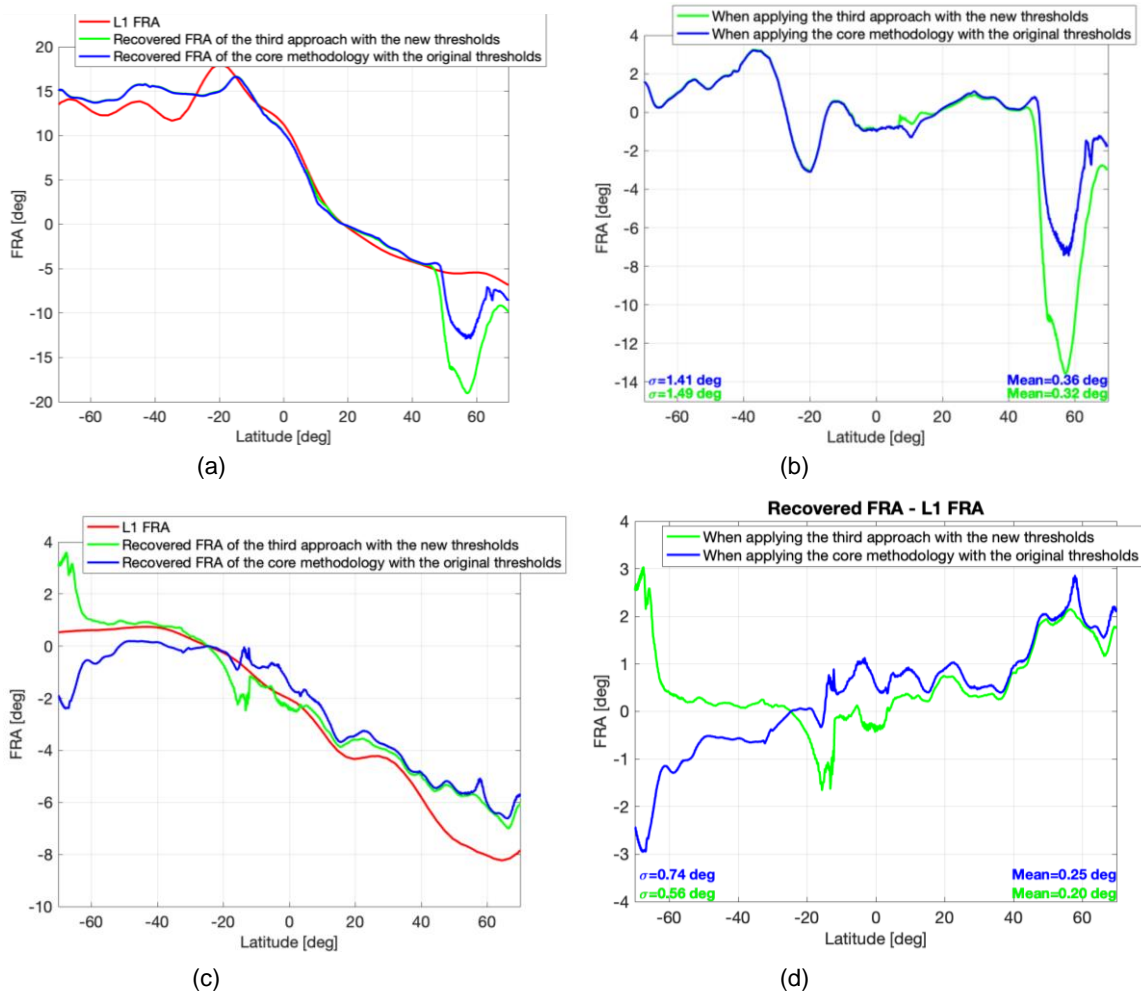 L1 FRA
Recovered FRA of the third approach with the new thresholds
Recovered FRA of the core methodology with the original thresholds
20
15
10
5
0
-5
-10
-15
-20
FRA [deg]
-60
-40
-20
0
20
40
60
Latitude [deg]
(a)
When applying the third approach with the new thresholds
When applying the core methodology with the original thresholds
4
2
0
-2
-4
-6
-8
-10
-12
-14
FRA [deg]
σ=1.41 deg
σ=1.49 deg
Mean=0.36 deg
Mean=0.32 deg
-60
-40
-20
0
20
40
60
Latitude [deg]
(b)
L1 FRA
Recovered FRA of the third approach with the new thresholds
Recovered FRA of the core methodology with the original thresholds
4
2
0
-2
-4
-6
-8
-10
FRA [deg]
-60
-40
-20
0
20
40
60
Latitude [deg]
(c)
Recovered FRA - L1 FRA
When applying the third approach with the new thresholds
When applying the core methodology with the original thresholds
4
3
2
1
0
-1
-2
-3
-4
FRA [deg]
σ=0.74 deg
σ=0.56 deg
Mean=0.25 deg
Mean=0.20 deg
-60
-40
-20
0
20
40
60
Latitude [deg]
(d)